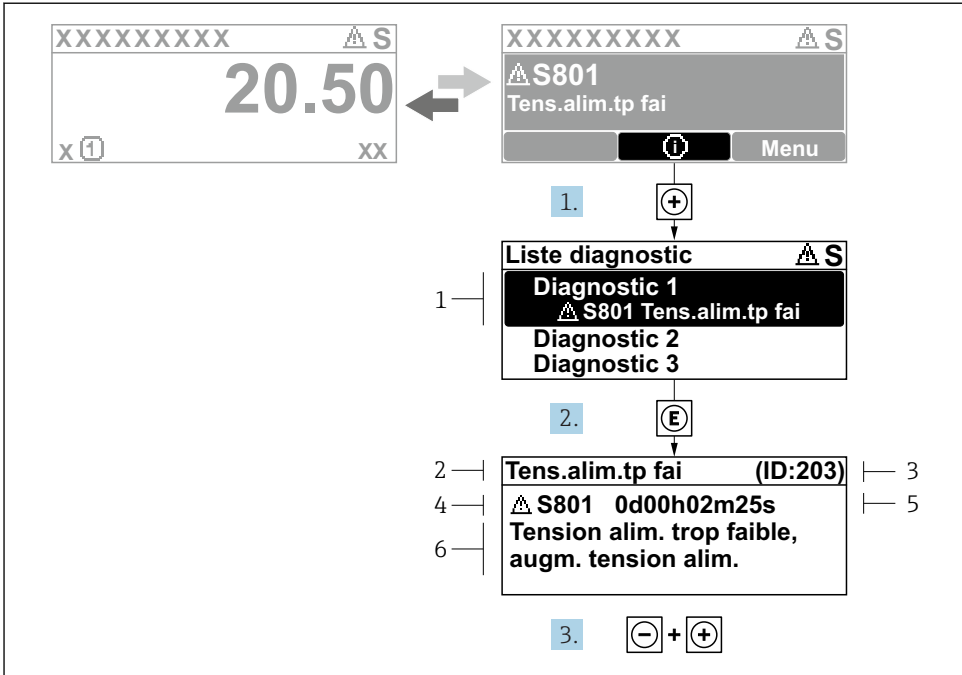 XXXXXXXXX ⚠ S
20.50
x 1 xx
XXXXXXXXX ⚠ S
⚠ S801
Tens.alim.tp fai
i Menu
1. +
Liste diagnostic ⚠ S
1 Diagnostic 1
⚠ S801 Tens.alim.tp fai
Diagnostic 2
Diagnostic 3
2. E
2 Tens.alim.tp fai (ID:203) 3
4 ⚠ S801 0d00h02m25s 5
6 Tension alim. trop faible,
augm. tension alim.
3. - + +